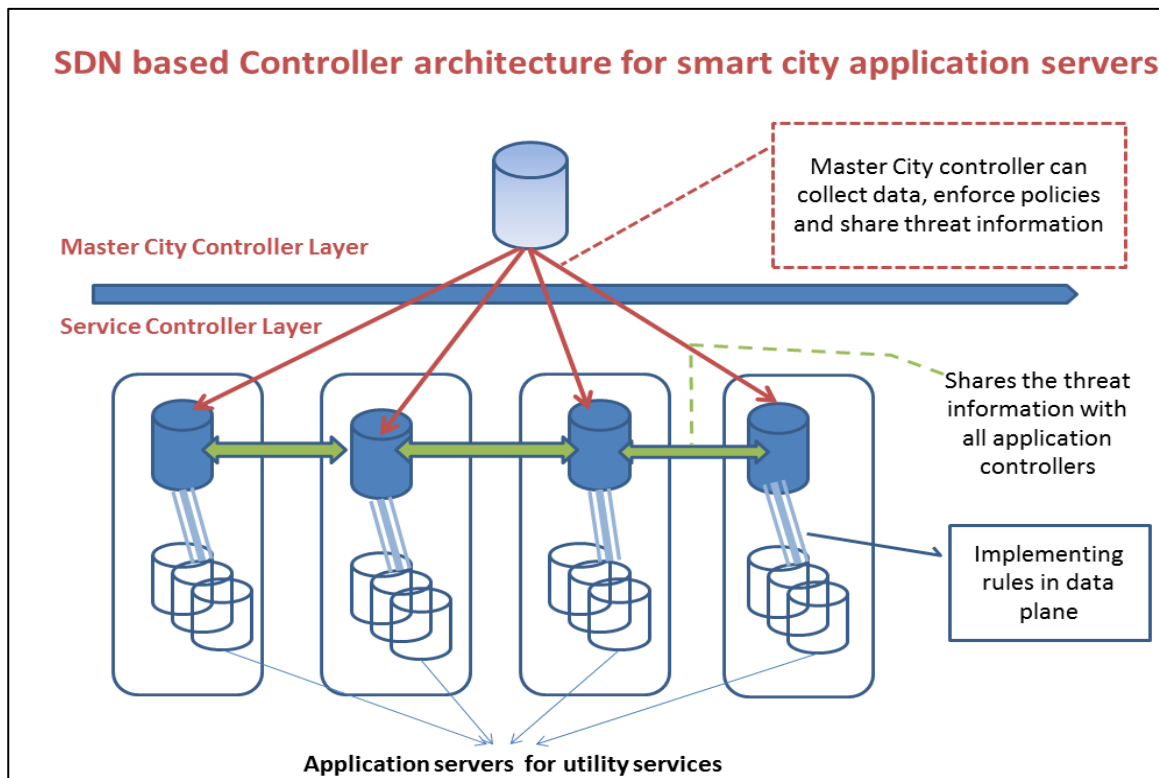 SDN based Controller architecture for smart city application servers
Master City controller can
collect data, enforce policies
and share threat information
Master City Controller Layer
Service Controller Layer
Shares the threat
information with
all application
controllers
Implementing
rules in data
plane
Application servers for utility services